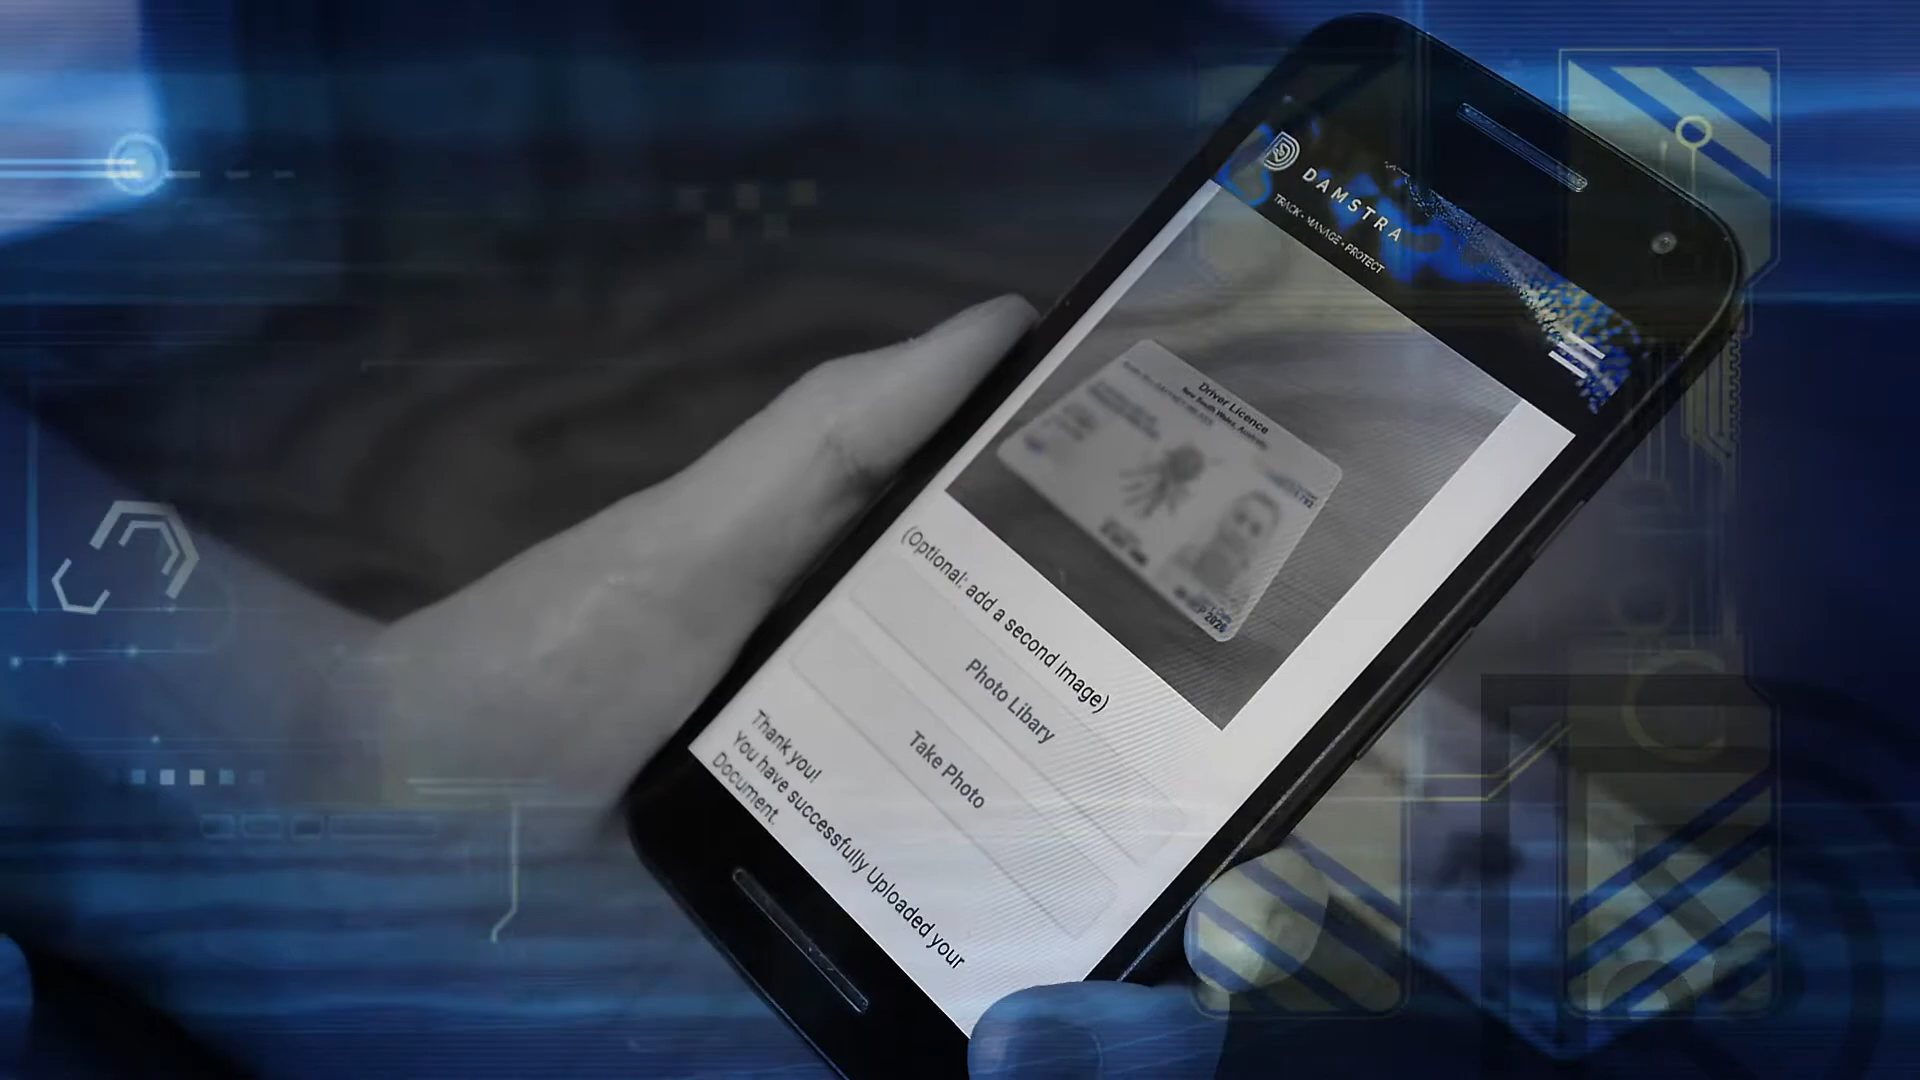 DAMSTRA
TRACK • MANAGE • PROTECT
Driver Licence
New South Wales, Australia
(Optional: add a second Image)
Photo Libary
Take Photo
Thank you!
You have successfully Uploaded your
Document.